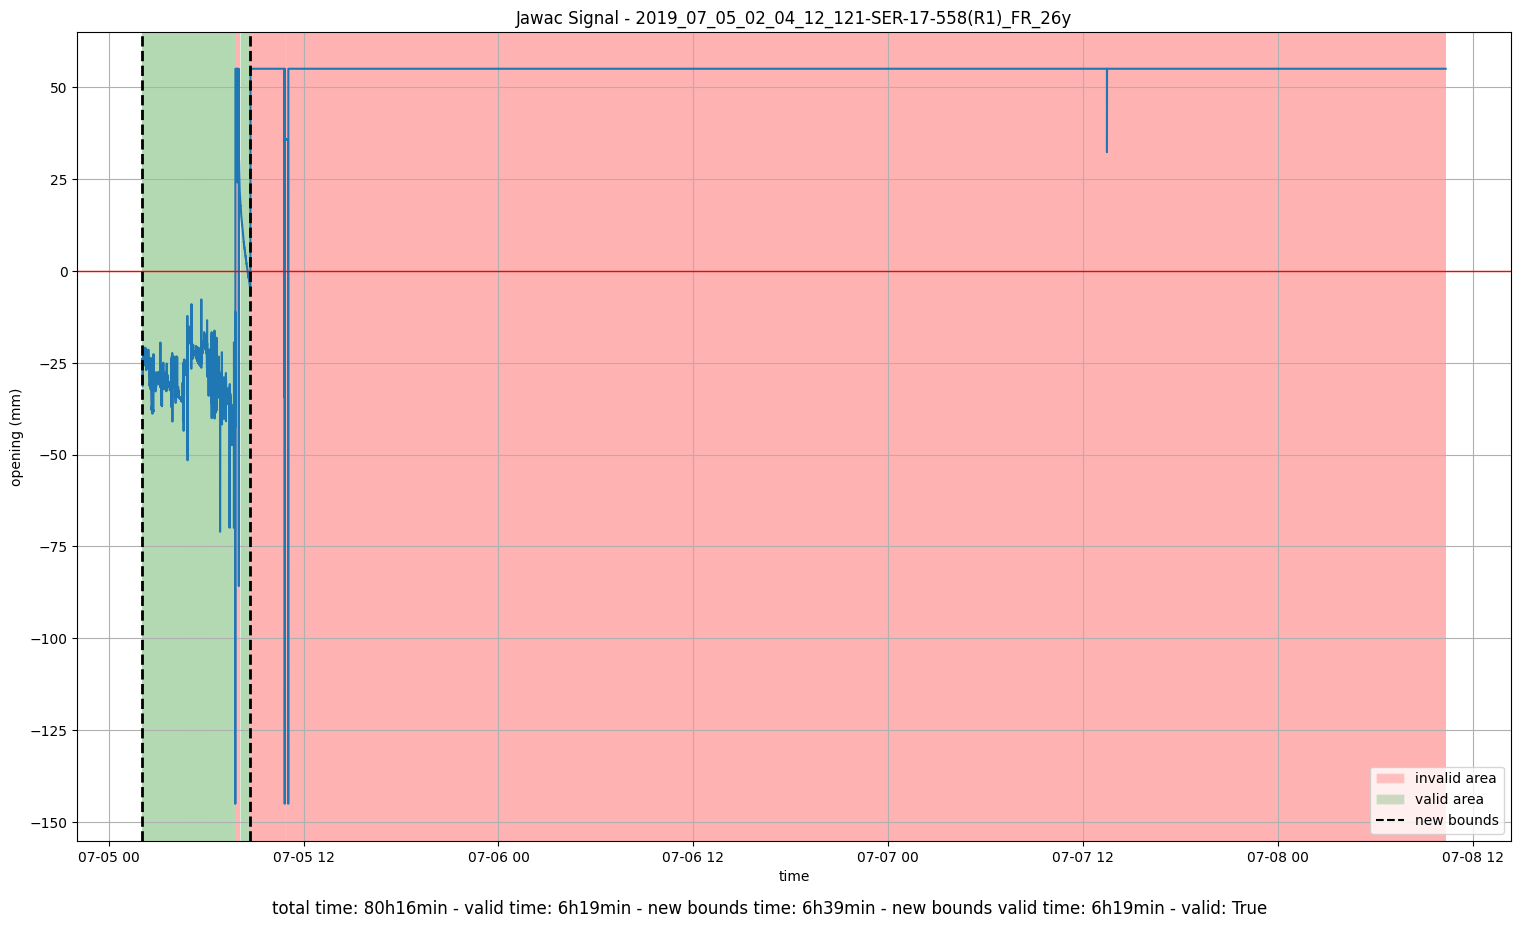 Jawac Signal - 2019_07_05_02_04_12_121-SER-17-558(R1)_FR_26y
50
25
0
−25
−50
−75
−100
−125
−150
opening (mm)
invalid area
valid area
new bounds
07-05 00
07-05 12
07-06 00
07-06 12
07-07 00
07-07 12
07-08 00
07-08 12
time
total time: 80h16min - valid time: 6h19min - new bounds time: 6h39min - new bounds valid time: 6h19min - valid: True